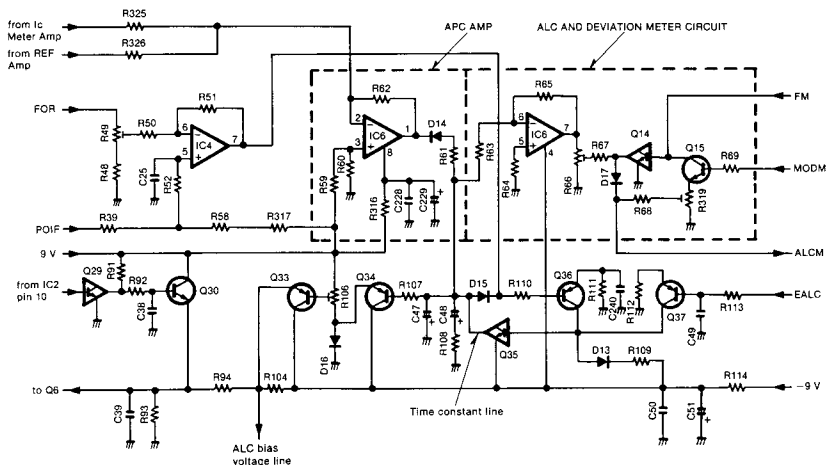 from Ic
Meter Amp
R325
from REF
Amp
R326
APC AMP
ALC AND DEVIATION METER CIRCUIT
FOR
R49
R48
R50
R51
6
5
7
IC4
C25
R52
R62
2
3
1
8
IC6
R59
R60
D14
R61
R316
C228
C229
+
R63
R64
R65
6
5
7
4
IC6
R66
R67
Q14
D17
R68
Q15
R319
R69
FM
MODM
ALCM
EALC
POIF
R39
R58
R317
9 V
from IC2
pin 10
Q29
R91
R92
C38
Q30
Q33
R106
Q34
D16
R107
C47
+
C48
+
R108
D15
R110
Q35
Q36
R111
C240
R112
Q37
C49
R113
D13
R109
R114
−9 V
C50
C51
+
to Q6
C39
R93
R94
R104
Time constant line
ALC bias
voltage line